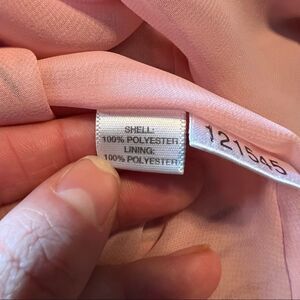 SHELL:
100% POLYESTER
LINING:
100% POLYESTER
121545